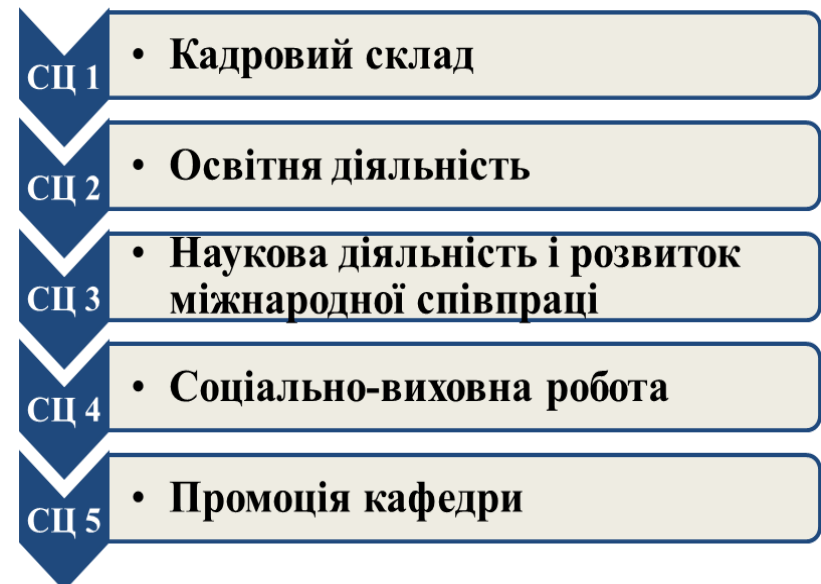 СЦ 1
• Кадровий склад
СЦ 2
• Освітня діяльність
СЦ 3
• Наукова діяльність і розвиток
міжнародної співпраці
СЦ 4
• Соціально-виховна робота
СЦ 5
• Промоція кафедри